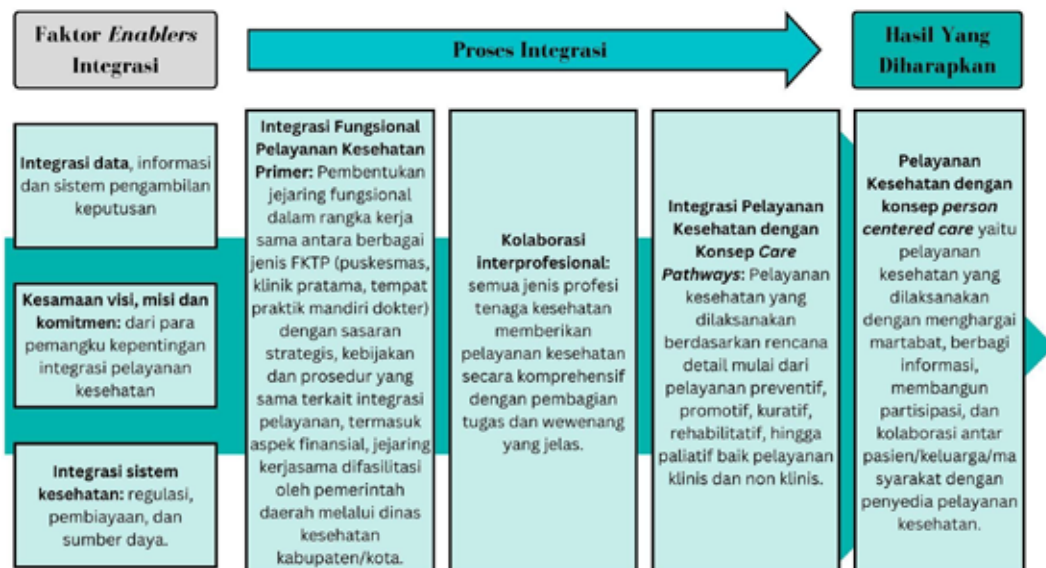 Faktor Enablers
Integrasi
Proses Integrasi
Hasil Yang
Diharapkan
Integrasi data, informasi
dan sistem pengambilan
keputusan
Kesamaan visi, misi dan
komitmen: dari para
pemangku kepentingan
integrasi pelayanan
kesehatan
Integrasi sistem
kesehatan: regulasi,
pembiayaan, dan
sumber daya.
Integrasi Fungsional
Pelayanan Kesehatan
Primer: Pembentukan
jejaring fungsional
dalam rangka kerja
sama antara berbagai
jenis FKTP (puskesmas,
klinik pratama, tempat
praktik mandiri dokter)
dengan sasaran
strategis, kebijakan
dan prosedur yang
sama terkait integrasi
pelayanan, termasuk
aspek finansial, jejaring
kerjasama difasilitasi
oleh pemerintah
daerah melalui dinas
kesehatan
kabupaten/kota.
Kolaborasi
interprofesional:
semua jenis profesi
tenaga kesehatan
memberikan
pelayanan kesehatan
secara komprehensif
dengan pembagian
tugas dan wewenang
yang jelas.
Integrasi Pelayanan
Kesehatan dengan
Konsep Care
Pathways: Pelayanan
kesehatan yang
dilaksanakan
berdasarkan rencana
detail mulai dari
pelayanan preventif,
promotif, kuratif,
rehabilitatif, hingga
paliatif baik pelayanan
klinis dan non klinis.
Pelayanan
Kesehatan dengan
konsep person
centered care yaitu
pelayanan
kesehatan yang
dilaksanakan
dengan menghargai
martabat, berbagi
informasi,
membangun
partisipasi, dan
kolaborasi antar
pasien/keluarga/ma
syarakat dengan
penyedia pelayanan
kesehatan.